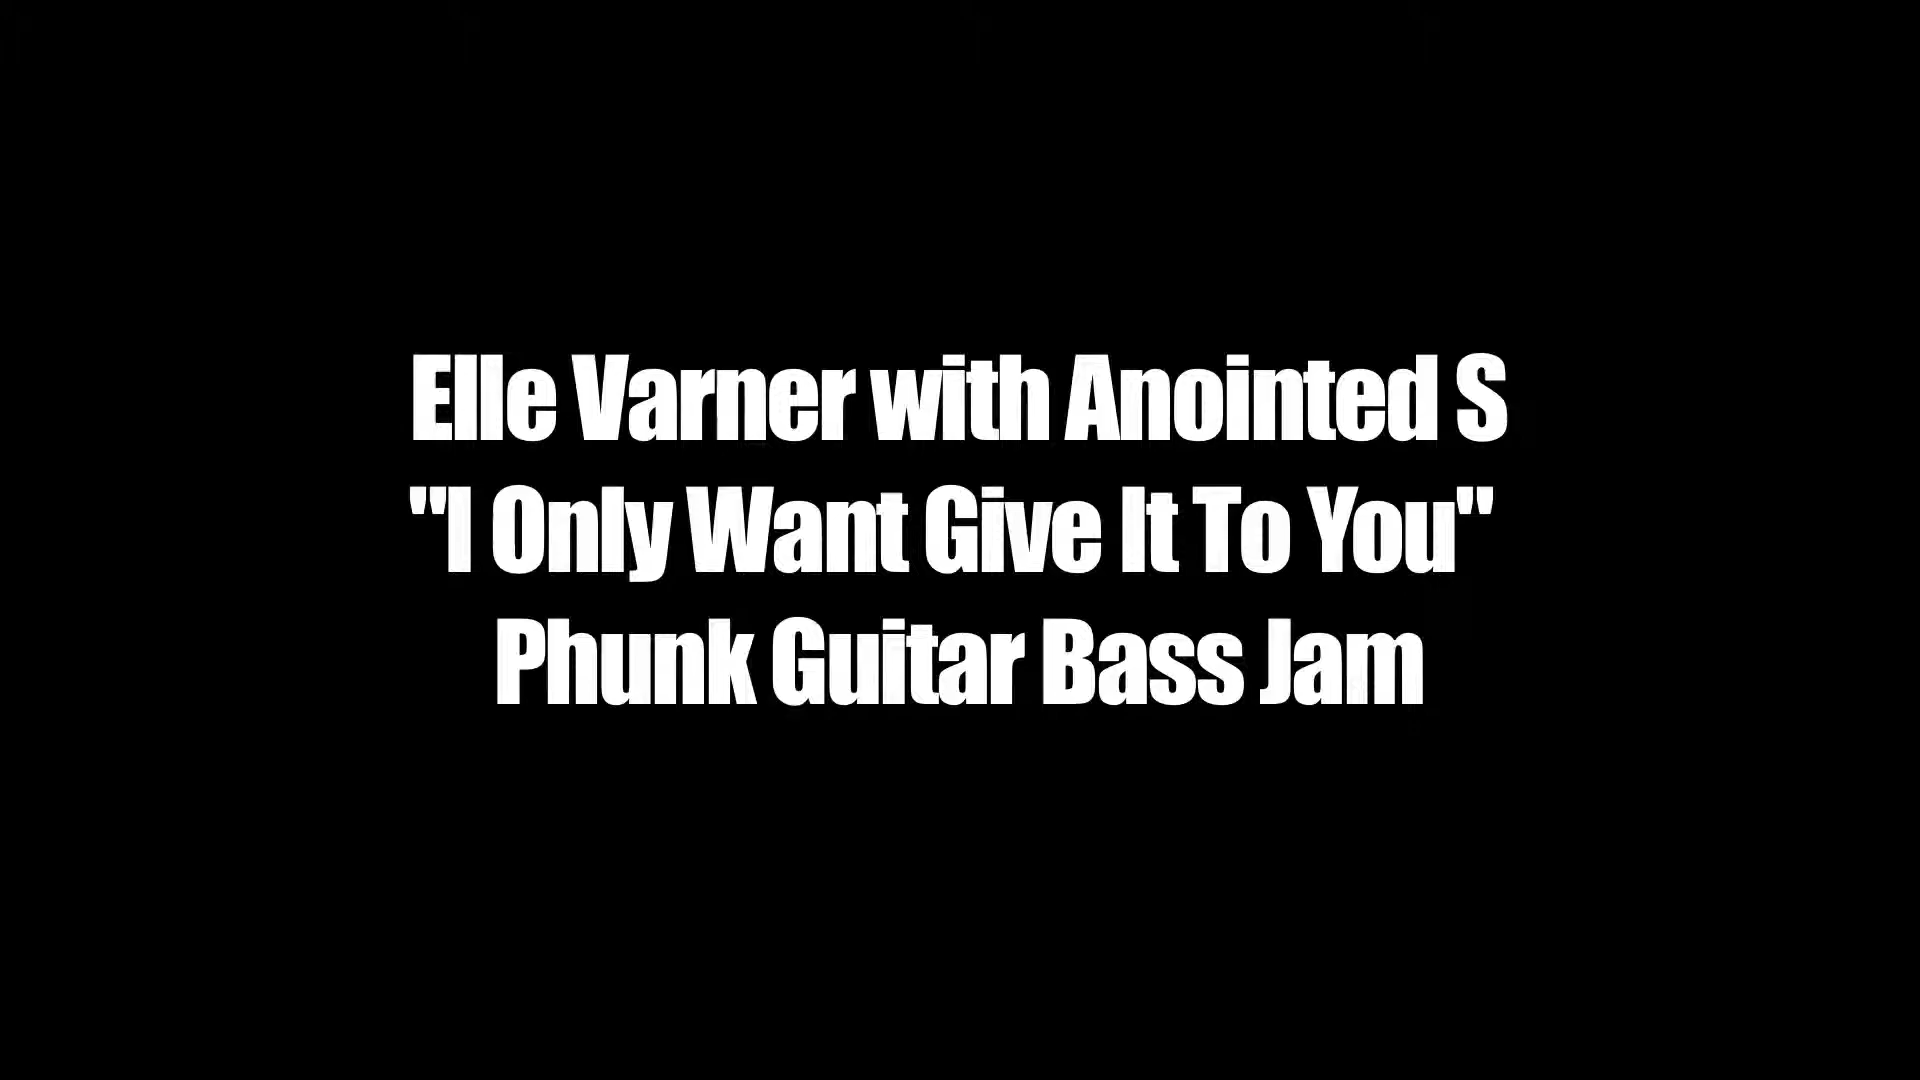 Elle Varner with Anointed S
"I Only Want Give It To You"
Phunk Guitar Bass Jam